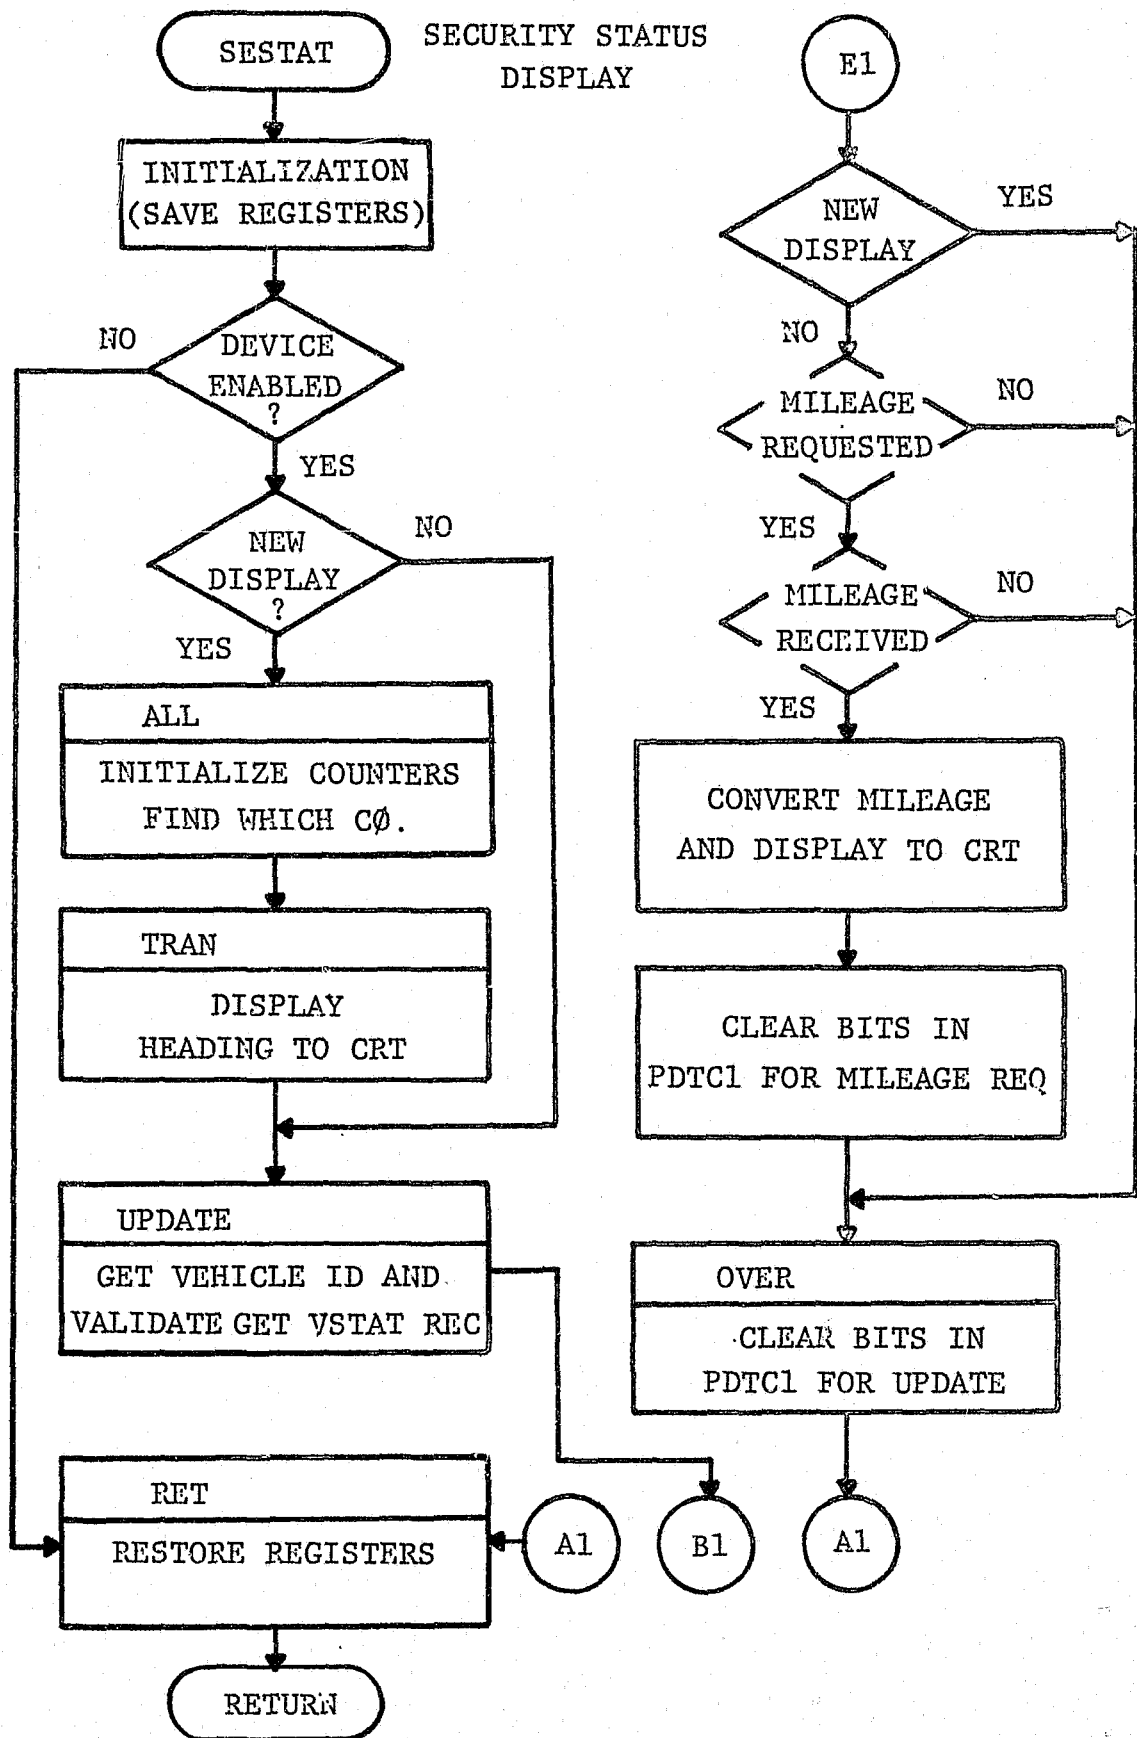 SESTAT
SECURITY STATUS
DISPLAY
INITIALIZATION
(SAVE REGISTERS)
NO
DEVICE
ENABLED
?
YES
NEW
DISPLAY
?
NO
YES
ALL
INITIALIZE COUNTERS
FIND WHICH CØ.
TRAN
DISPLAY
HEADING TO CRT
UPDATE
GET VEHICLE ID AND
VALIDATE GET VSTAT REC
RET
RESTORE REGISTERS
RETURN
A1
B1
E1
NEW
DISPLAY
YES
NO
MILEAGE
REQUESTED
NO
YES
MILEAGE
RECEIVED
NO
YES
CONVERT MILEAGE
AND DISPLAY TO CRT
CLEAR BITS IN
PDTC1 FOR MILEAGE REQ
OVER
CLEAR BITS IN
PDTC1 FOR UPDATE
A1